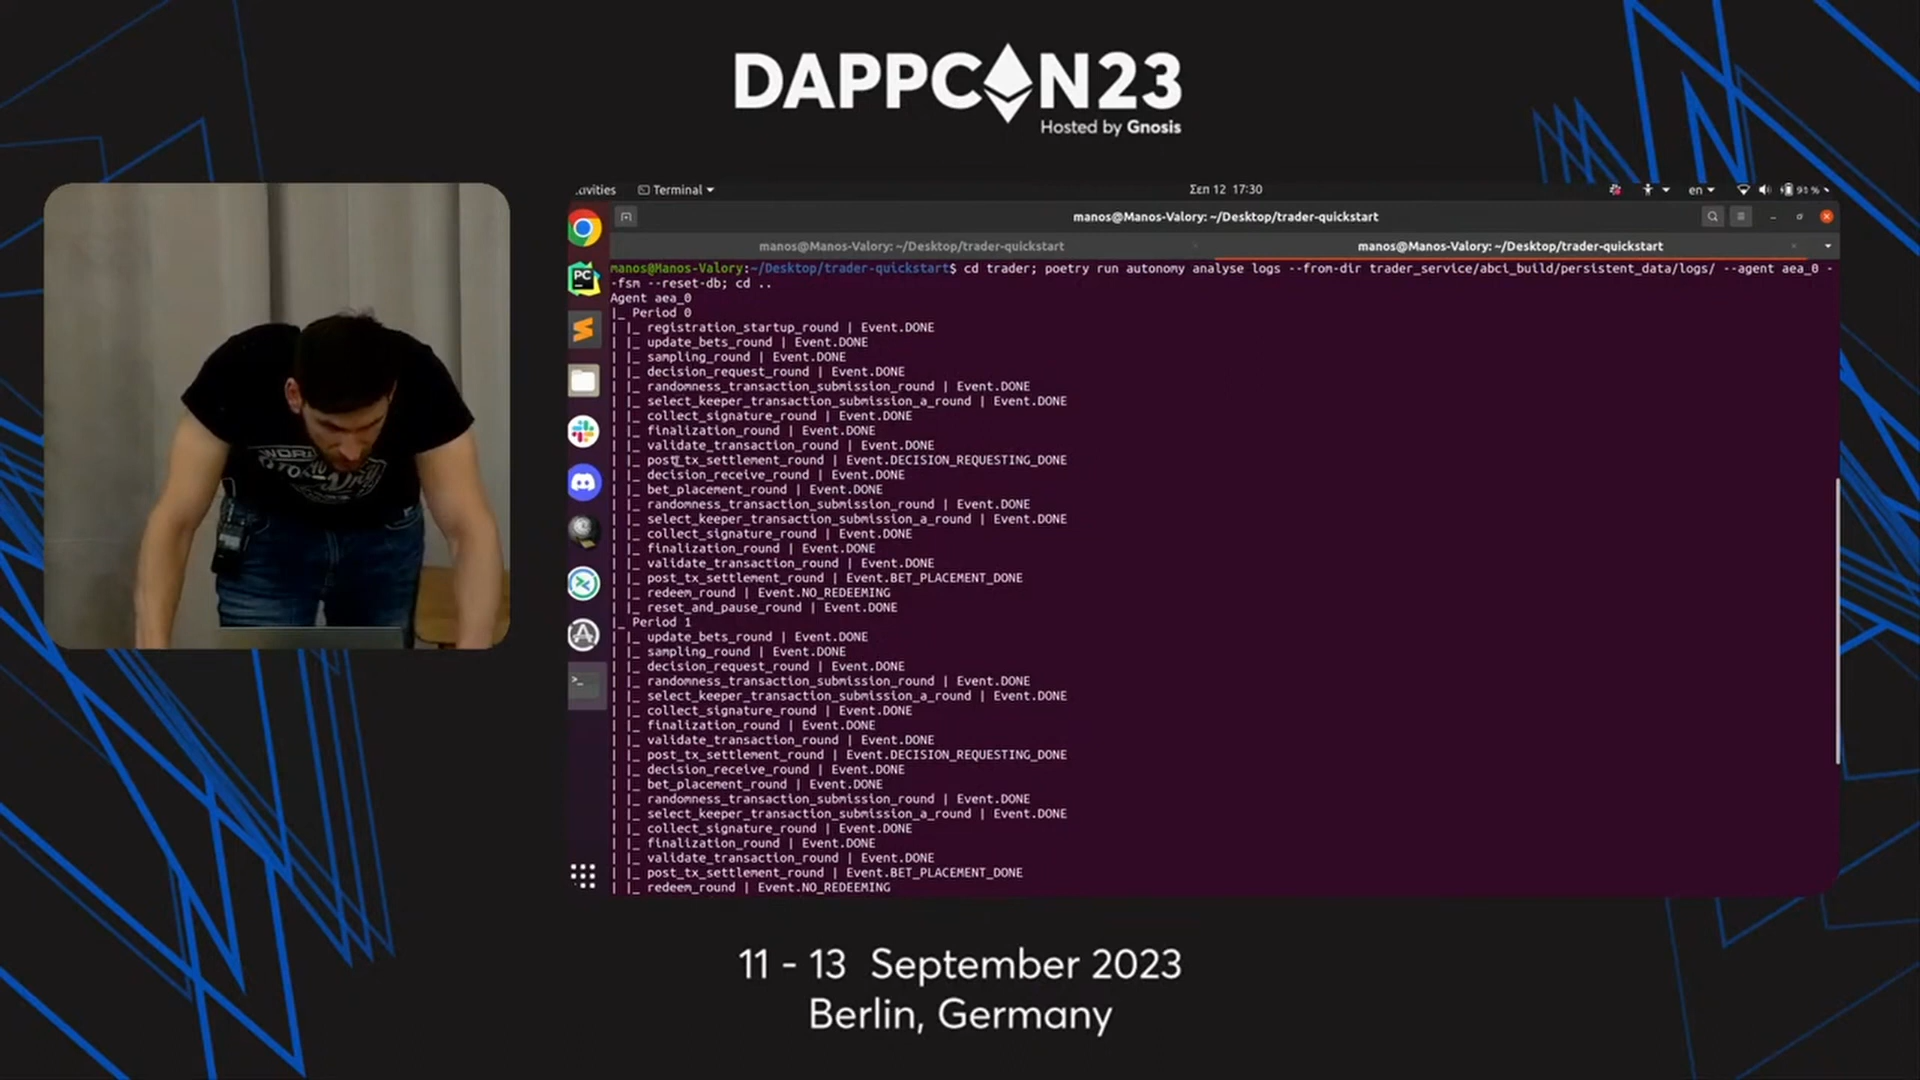 DAPPCON23
Hosted by Gnosis
ivities
Terminal
Σεπ 12 17:30
en
91 %
manos@Manos-Valory: ~/Desktop/trader-quickstart
manos@Manos-Valory: ~/Desktop/trader-quickstart
manos@Manos-Valory: ~/Desktop/trader-quickstart
manos@Manos-Valory:~/Desktop/trader-quickstart$ cd trader; poetry run autonomy analyse logs --from-dir trader_service/abci_build/persistent_data/logs/ --agent aea_0 -
-fsm --reset-db; cd ..
Agent aea_0
|_ Period 0
| |_ registration_startup_round | Event.DONE
| |_ update_bets_round | Event.DONE
| |_ sampling_round | Event.DONE
| |_ decision_request_round | Event.DONE
| |_ randomness_transaction_submission_round | Event.DONE
| |_ select_keeper_transaction_submission_a_round | Event.DONE
| |_ collect_signature_round | Event.DONE
| |_ finalization_round | Event.DONE
| |_ validate_transaction_round | Event.DONE
| |_ post_tx_settlement_round | Event.DECISION_REQUESTING_DONE
| |_ decision_receive_round | Event.DONE
| |_ bet_placement_round | Event.DONE
| |_ randomness_transaction_submission_round | Event.DONE
| |_ select_keeper_transaction_submission_a_round | Event.DONE
| |_ collect_signature_round | Event.DONE
| |_ finalization_round | Event.DONE
| |_ validate_transaction_round | Event.DONE
| |_ post_tx_settlement_round | Event.BET_PLACEMENT_DONE
| |_ redeem_round | Event.NO_REDEEMING
| |_ reset_and_pause_round | Event.DONE
|_ Period 1
| |_ update_bets_round | Event.DONE
| |_ sampling_round | Event.DONE
| |_ decision_request_round | Event.DONE
| |_ randomness_transaction_submission_round | Event.DONE
| |_ select_keeper_transaction_submission_a_round | Event.DONE
| |_ collect_signature_round | Event.DONE
| |_ finalization_round | Event.DONE
| |_ validate_transaction_round | Event.DONE
| |_ post_tx_settlement_round | Event.DECISION_REQUESTING_DONE
| |_ decision_receive_round | Event.DONE
| |_ bet_placement_round | Event.DONE
| |_ randomness_transaction_submission_round | Event.DONE
| |_ select_keeper_transaction_submission_a_round | Event.DONE
| |_ collect_signature_round | Event.DONE
| |_ finalization_round | Event.DONE
| |_ validate_transaction_round | Event.DONE
| |_ post_tx_settlement_round | Event.BET_PLACEMENT_DONE
| |_ redeem_round | Event.NO_REDEEMING
11 - 13 September 2023
Berlin, Germany